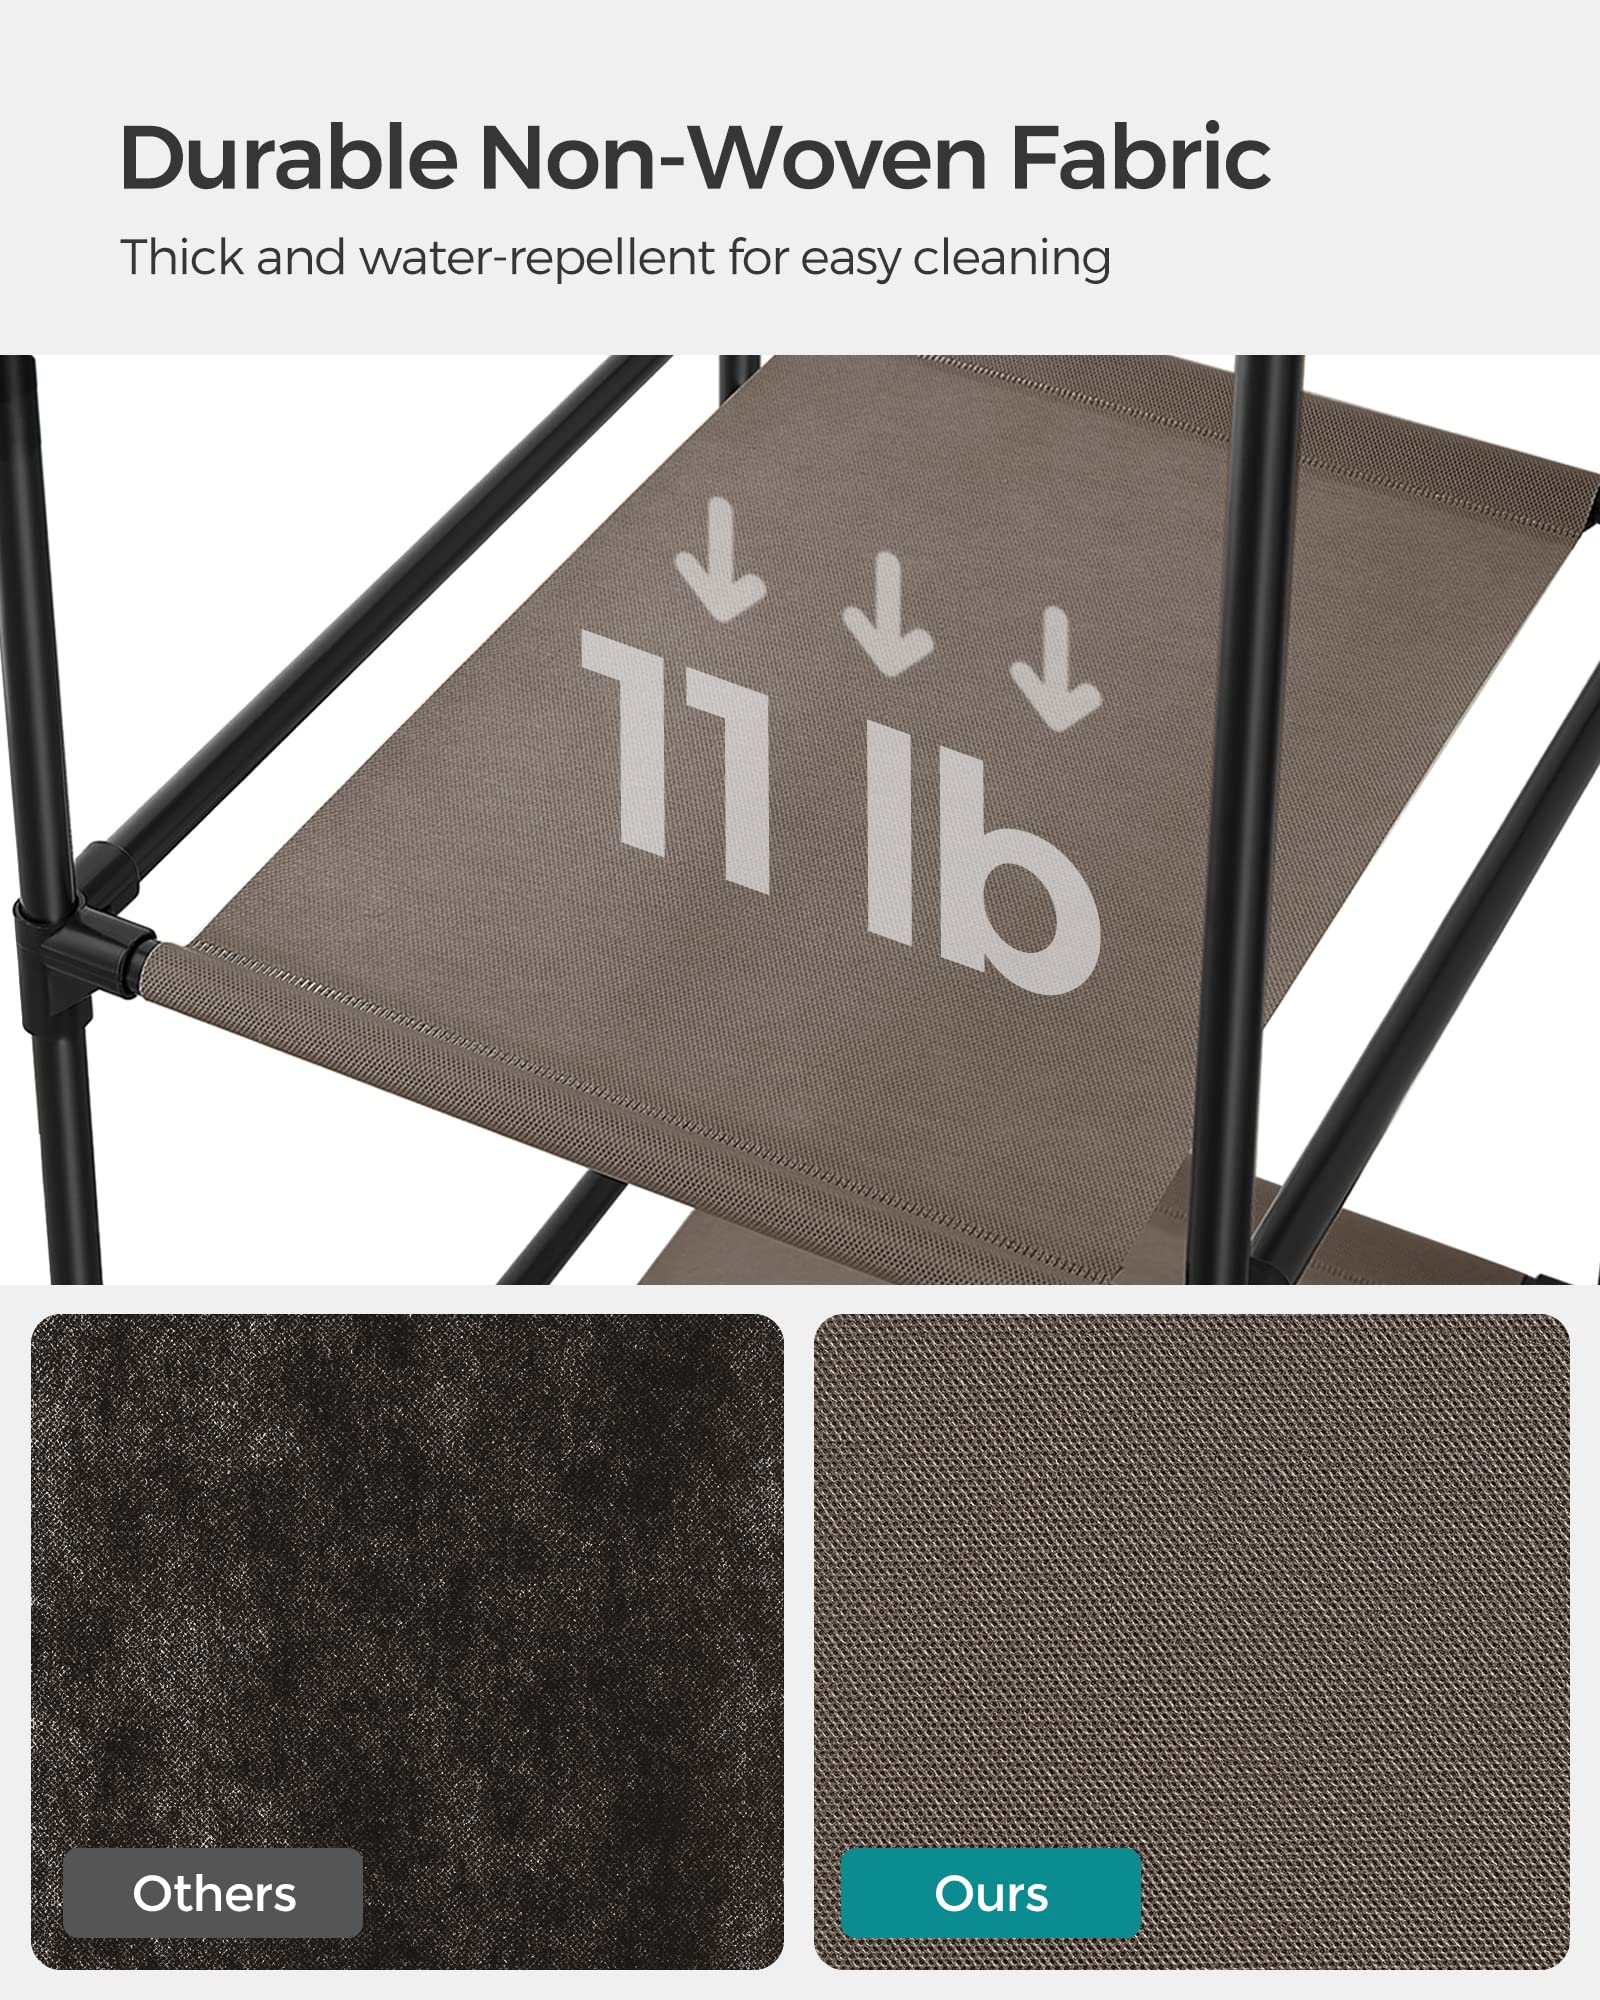 Durable Non-Woven Fabric
Thick and water-repellent for easy cleaning
11 lb
Others
Ours